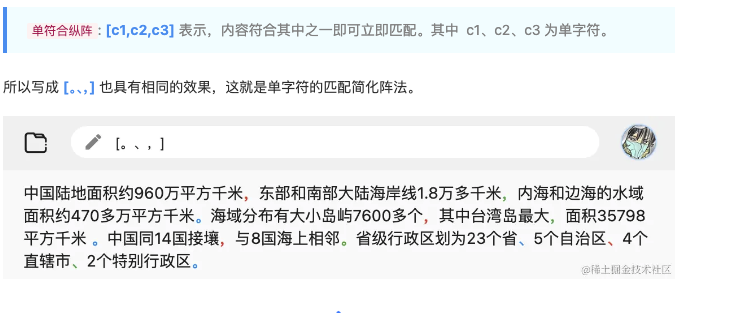 单符合纵阵 : [c1,c2,c3] 表示，内容符合其中之一即可立即匹配。其中 c1、c2、c3 为单字符。
所以写成 [。、，] 也具有相同的效果，这就是单字符的匹配简化阵法。
[。、，]
中国陆地面积约960万平方千米，东部和南部大陆海岸线1.8万多千米，内海和边海的水域
面积约470多万平方千米。海域分布有大小岛屿7600多个，其中台湾岛最大，面积35798
平方千米 。中国同14国接壤，与8国海上相邻。省级行政区划为23个省、5个自治区、4个
直辖市、2个特别行政区。
@稀土掘金技术社区